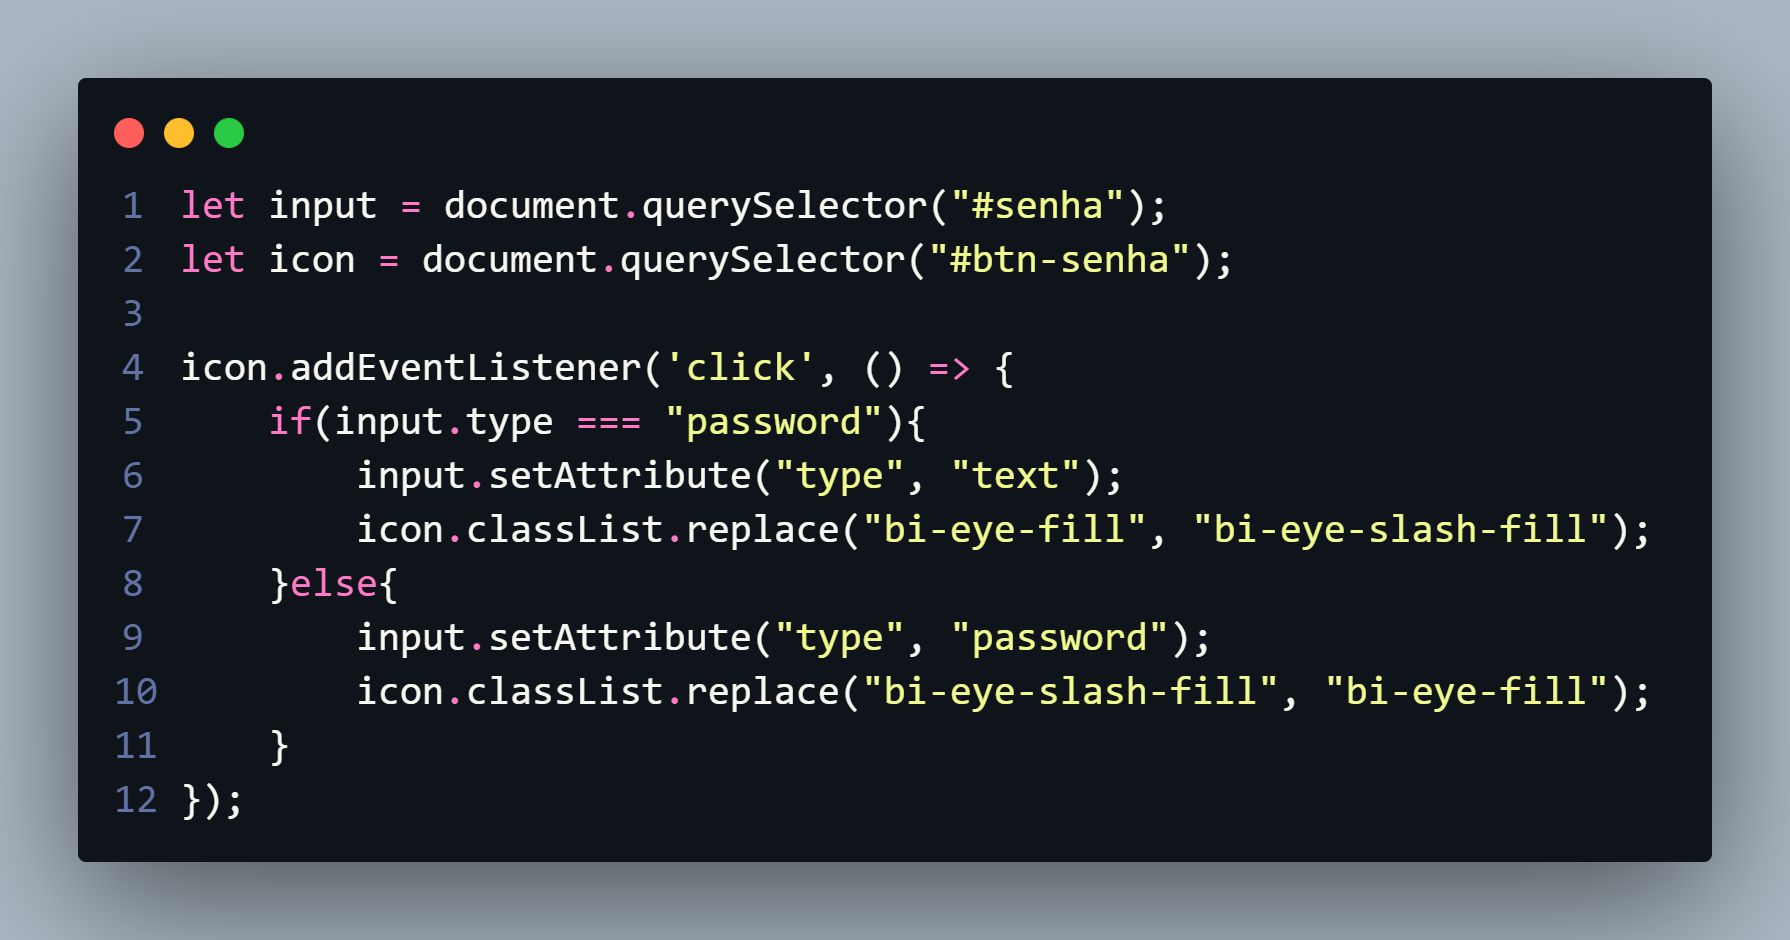 1 let input = document.querySelector("#senha");
2 let icon = document.querySelector("#btn-senha");
3
4 icon.addEventListener('click', () => {
5     if(input.type === "password"){
6         input.setAttribute("type", "text");
7         icon.classList.replace("bi-eye-fill", "bi-eye-slash-fill");
8     }else{
9         input.setAttribute("type", "password");
10         icon.classList.replace("bi-eye-slash-fill", "bi-eye-fill");
11     }
12 });